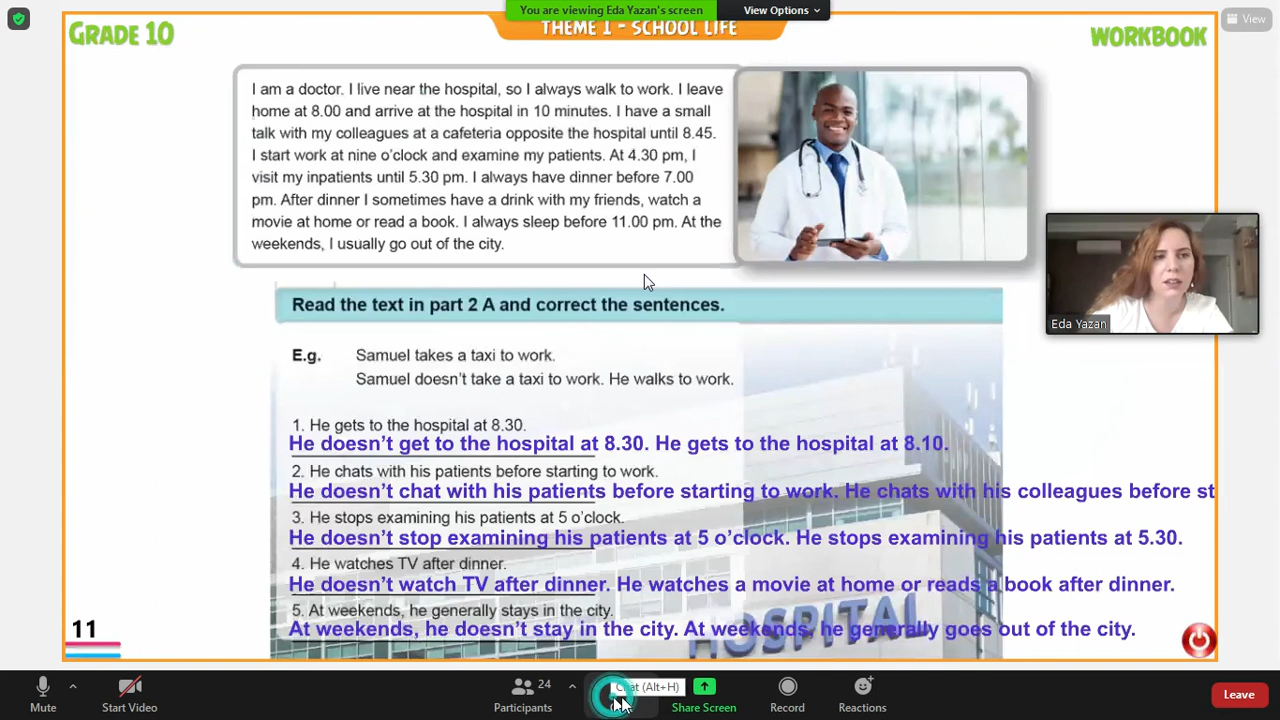 You are viewing Eda Yazan's screen
View Options
View
GRADE 10
THEME 1 - SCHOOL LIFE
WORKBOOK
I am a doctor. I live near the hospital, so I always walk to work. I leave
home at 8.00 and arrive at the hospital in 10 minutes. I have a small
talk with my colleagues at a cafeteria opposite the hospital until 8.45.
I start work at nine o'clock and examine my patients. At 4.30 pm, I
visit my inpatients until 5.30 pm. I always have dinner before 7.00
pm. After dinner I sometimes have a drink with my friends, watch a
movie at home or read a book. I always sleep before 11.00 pm. At the
weekends, I usually go out of the city.
Eda Yazan
Read the text in part 2 A and correct the sentences.
E.g. Samuel takes a taxi to work.
Samuel doesn't take a taxi to work. He walks to work.
1. He gets to the hospital at 8.30.
He doesn't get to the hospital at 8.30. He gets to the hospital at 8.10.
2. He chats with his patients before starting to work.
He doesn't chat with his patients before starting to work. He chats with his colleagues before st
3. He stops examining his patients at 5 o'clock.
He doesn't stop examining his patients at 5 o'clock. He stops examining his patients at 5.30.
4. He watches TV after dinner.
He doesn't watch TV after dinner. He watches a movie at home or reads a book after dinner.
5. At weekends, he generally stays in the city.
At weekends, he doesn't stay in the city. At weekends, he generally goes out of the city.
HOSPITAL
11
Mute
Start Video
24
Participants
Chat (Alt+H)
Share Screen
Record
Reactions
Leave